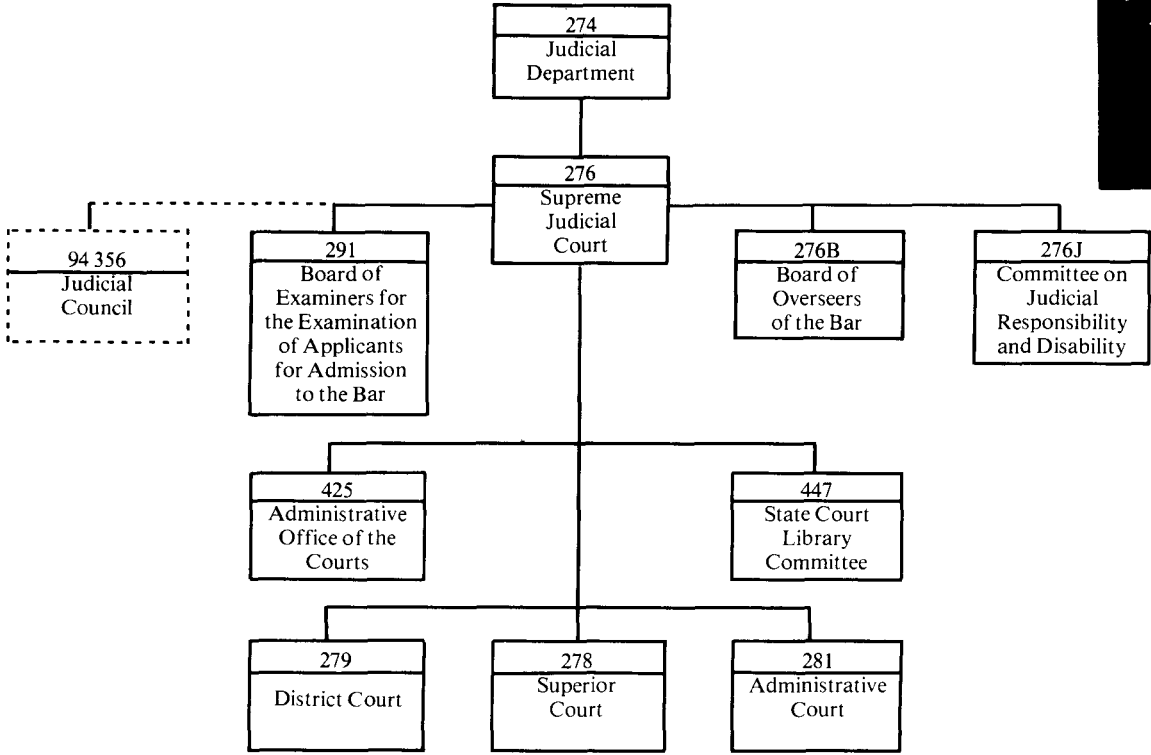 274
Judicial
Department
276
Supreme
Judicial
Court
94 356
Judicial
Council
291
Board of
Examiners for
the Examination
of Applicants
for Admission
to the Bar
276B
Board of
Overseers
of the Bar
276J
Committee on
Judicial
Responsibility
and Disability
425
Administrative
Office of the
Courts
447
State Court
Library
Committee
279
District Court
278
Superior
Court
281
Administrative
Court